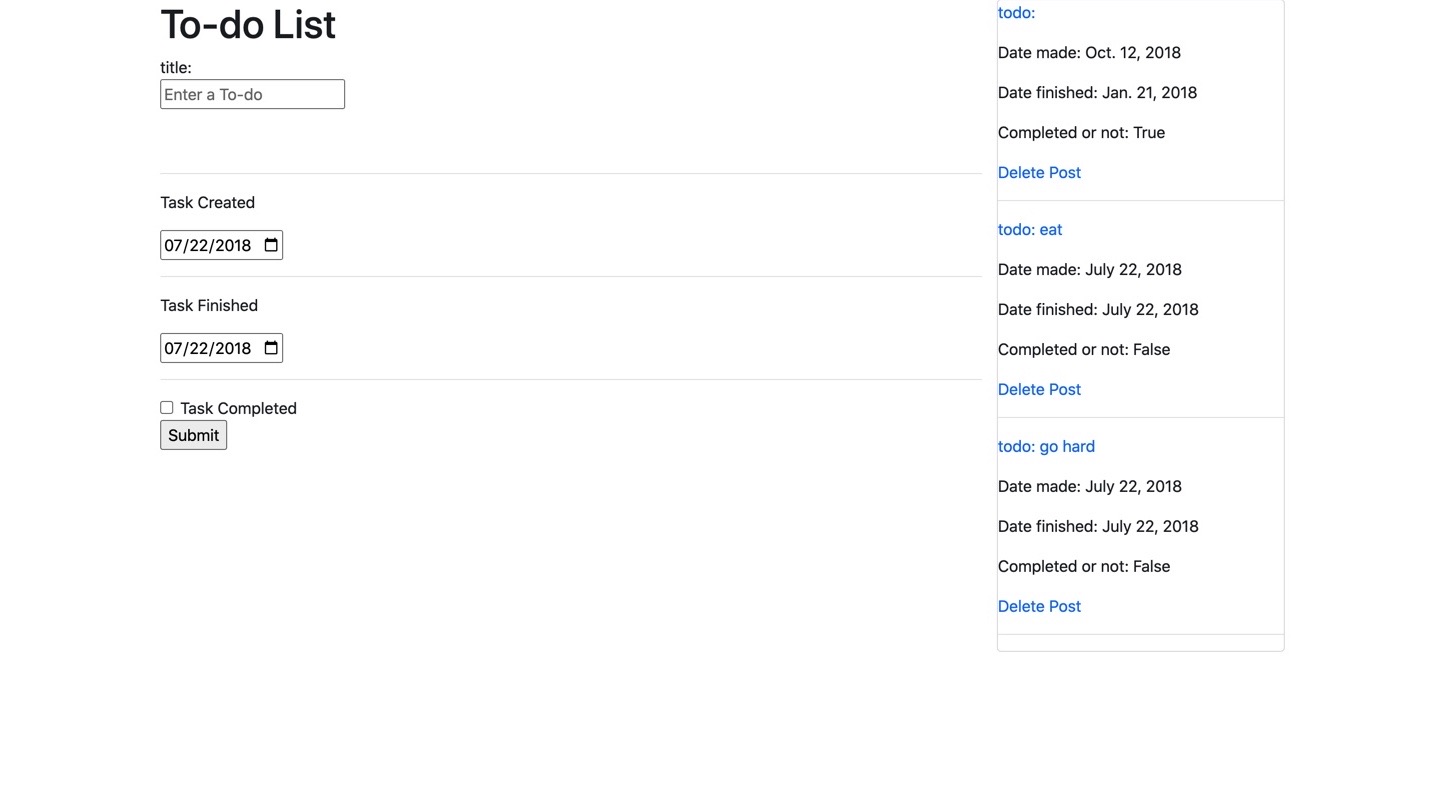 To-do List
title:
Enter a To-do
Task Created
07/22/2018
Task Finished
07/22/2018
Task Completed
Submit
todo:
Date made: Oct. 12, 2018
Date finished: Jan. 21, 2018
Completed or not: True
Delete Post
todo: eat
Date made: July 22, 2018
Date finished: July 22, 2018
Completed or not: False
Delete Post
todo: go hard
Date made: July 22, 2018
Date finished: July 22, 2018
Completed or not: False
Delete Post